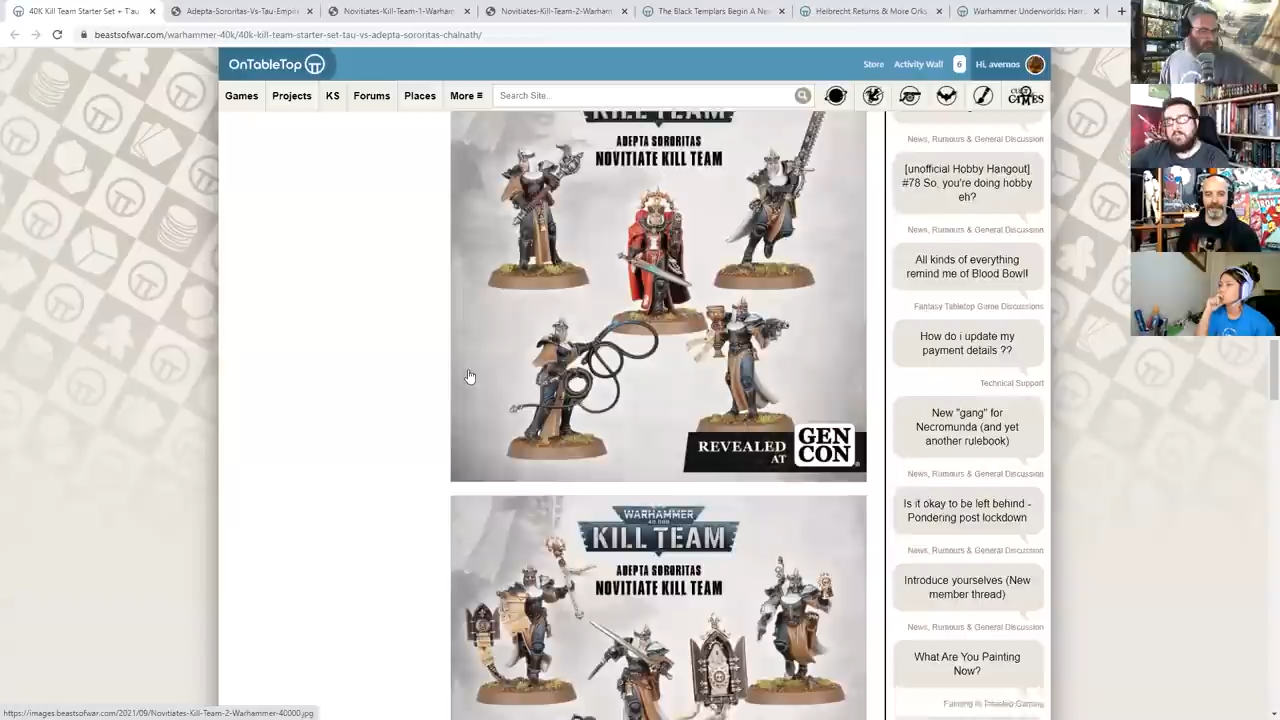 40K Kill Team Starter Set + T'au
Adepta-Sororitas-Vs-Tau-Empire
Novitiates-Kill-Team-1-Warham
Novitiates-Kill-Team-2-Warham
The Black Templars Begin A Ne
Helbrecht Returns & More Orks
Warhammer Underworlds: Harr
beastsofwar.com/warhammer-40k/40k-kill-team-starter-set-tau-vs-adepta-sororitas-chalnath/
OnTableTop
Store
Activity Wall
6
Hi, avernos
Games
Projects
KS
Forums
Places
More ≡
Search Site...
GAMES
KILL TEAM
ADEPTA SORORITAS
NOVITIATE KILL TEAM
REVEALED
AT
GEN
CON
WARHAMMER
40,000
KILL TEAM
ADEPTA SORORITAS
NOVITIATE KILL TEAM
News, Rumours & General Discussion
[unofficial Hobby Hangout]
#78 So, you're doing hobby
eh?
News, Rumours & General Discussion
All kinds of everything
remind me of Blood Bowl!
Fantasy Tabletop Game Discussions
How do i update my
payment details ??
Technical Support
New "gang" for
Necromunda (and yet
another rulebook)
News, Rumours & General Discussion
Is it okay to be left behind -
Pondering post lockdown
News, Rumours & General Discussion
Introduce yourselves (New
member thread)
News, Rumours & General Discussion
What Are You Painting
Now?
Painting in Tabletop Gaming
https://images.beastsofwar.com/2021/09/Novitiates-Kill-Team-2-Warhammer-40000.jpg